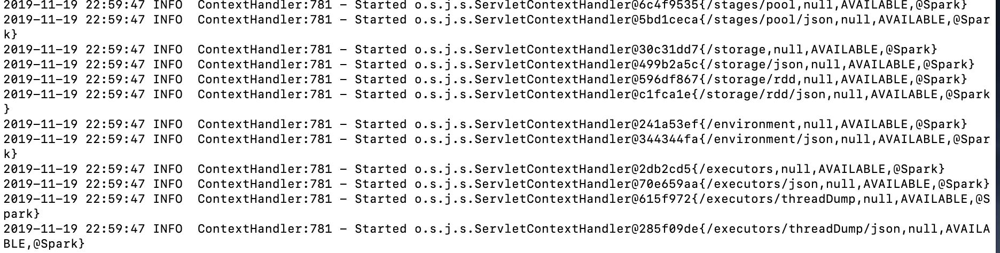 2019-11-19 22:59:47 INFO  ContextHandler:781 - Started o.s.j.s.ServletContextHandler@6c4f9535{/stages/pool,null,AVAILABLE,@Spark}
2019-11-19 22:59:47 INFO  ContextHandler:781 - Started o.s.j.s.ServletContextHandler@5bd1ceca{/stages/pool/json,null,AVAILABLE,@Spar
k}
2019-11-19 22:59:47 INFO  ContextHandler:781 - Started o.s.j.s.ServletContextHandler@30c31dd7{/storage,null,AVAILABLE,@Spark}
2019-11-19 22:59:47 INFO  ContextHandler:781 - Started o.s.j.s.ServletContextHandler@499b2a5c{/storage/json,null,AVAILABLE,@Spark}
2019-11-19 22:59:47 INFO  ContextHandler:781 - Started o.s.j.s.ServletContextHandler@596df867{/storage/rdd,null,AVAILABLE,@Spark}
2019-11-19 22:59:47 INFO  ContextHandler:781 - Started o.s.j.s.ServletContextHandler@c1fca1e{/storage/rdd/json,null,AVAILABLE,@Spark
}
2019-11-19 22:59:47 INFO  ContextHandler:781 - Started o.s.j.s.ServletContextHandler@241a53ef{/environment,null,AVAILABLE,@Spark}
2019-11-19 22:59:47 INFO  ContextHandler:781 - Started o.s.j.s.ServletContextHandler@344344fa{/environment/json,null,AVAILABLE,@Spar
k}
2019-11-19 22:59:47 INFO  ContextHandler:781 - Started o.s.j.s.ServletContextHandler@2db2cd5{/executors,null,AVAILABLE,@Spark}
2019-11-19 22:59:47 INFO  ContextHandler:781 - Started o.s.j.s.ServletContextHandler@70e659aa{/executors/json,null,AVAILABLE,@Spark}
2019-11-19 22:59:47 INFO  ContextHandler:781 - Started o.s.j.s.ServletContextHandler@615f972{/executors/threadDump,null,AVAILABLE,@S
park}
2019-11-19 22:59:47 INFO  ContextHandler:781 - Started o.s.j.s.ServletContextHandler@285f09de{/executors/threadDump/json,null,AVAILA
BLE,@Spark}